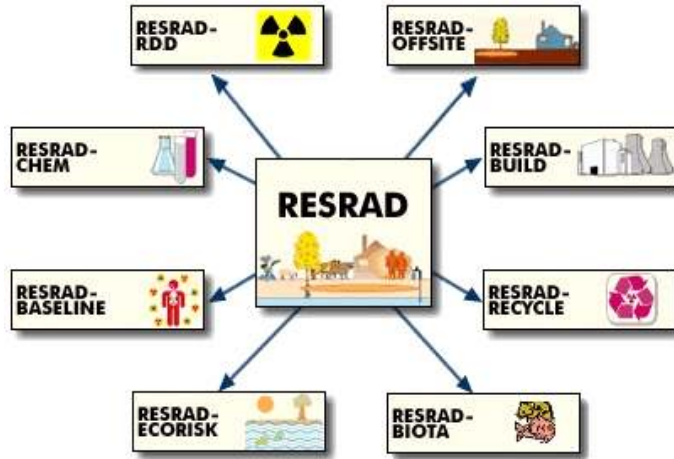 RESRAD-
RDD
RESRAD-
OFFSITE
RESRAD-
CHEM
RESRAD-
BUILD
RESRAD
RESRAD-
BASELINE
RESRAD-
RECYCLE
RESRAD-
ECORISK
RESRAD-
BIOTA